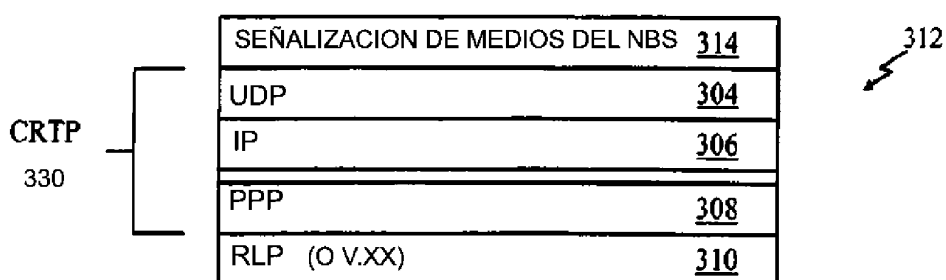 SEÑALIZACION DE MEDIOS DEL NBS 314
312
UDP 304
CRTP
330
IP 306
PPP 308
RLP (O V.XX) 310